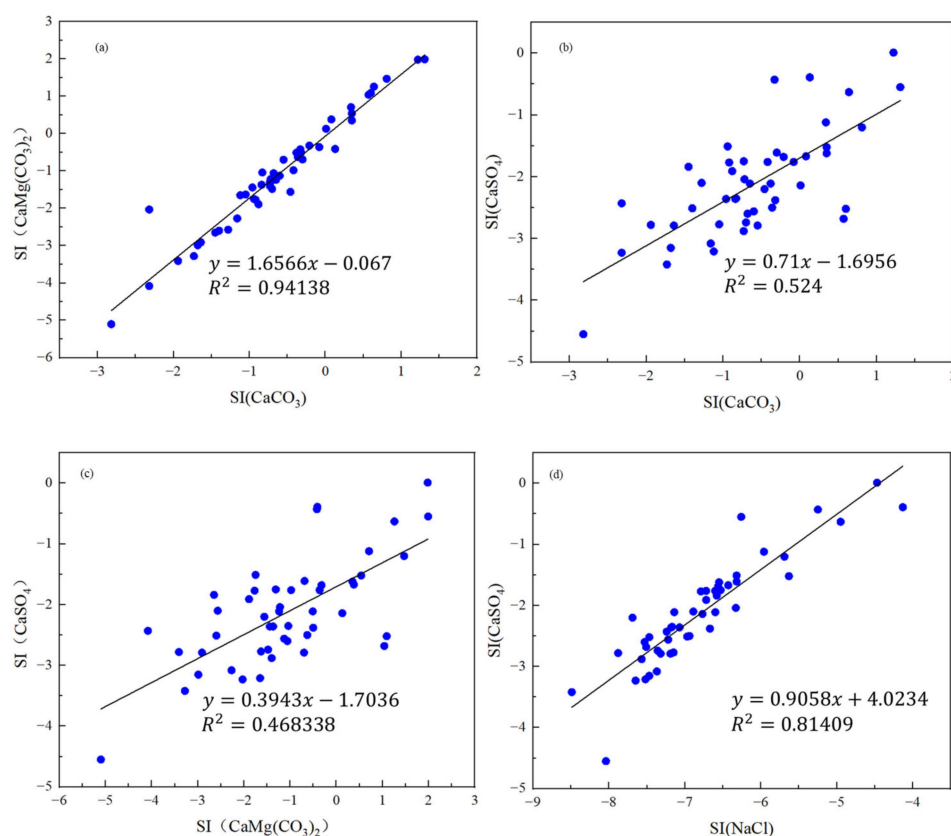 (a)
2
1
0
−1
−2
−3
−4
−5
−6
SI（CaMg(CO₃)₂）
y = 1.6566x − 0.067
R² = 0.94138
−3 −2 −1 0 1 2
SI(CaCO₃)
(b)
0
−1
−2
−3
−4
−5
SI(CaSO₄)
y = 0.71x − 1.6956
R² = 0.524
−3 −2 −1 0 1
SI(CaCO₃)
(c)
0
−1
−2
−3
−4
−5
SI（CaSO₄）
y = 0.3943x − 1.7036
R² = 0.468338
−6 −5 −4 −3 −2 −1 0 1 2 3
SI（CaMg(CO₃)₂）
(d)
0
−1
−2
−3
−4
−5
SI(CaSO₄)
y = 0.9058x + 4.0234
R² = 0.81409
−9 −8 −7 −6 −5 −4
SI(NaCl)